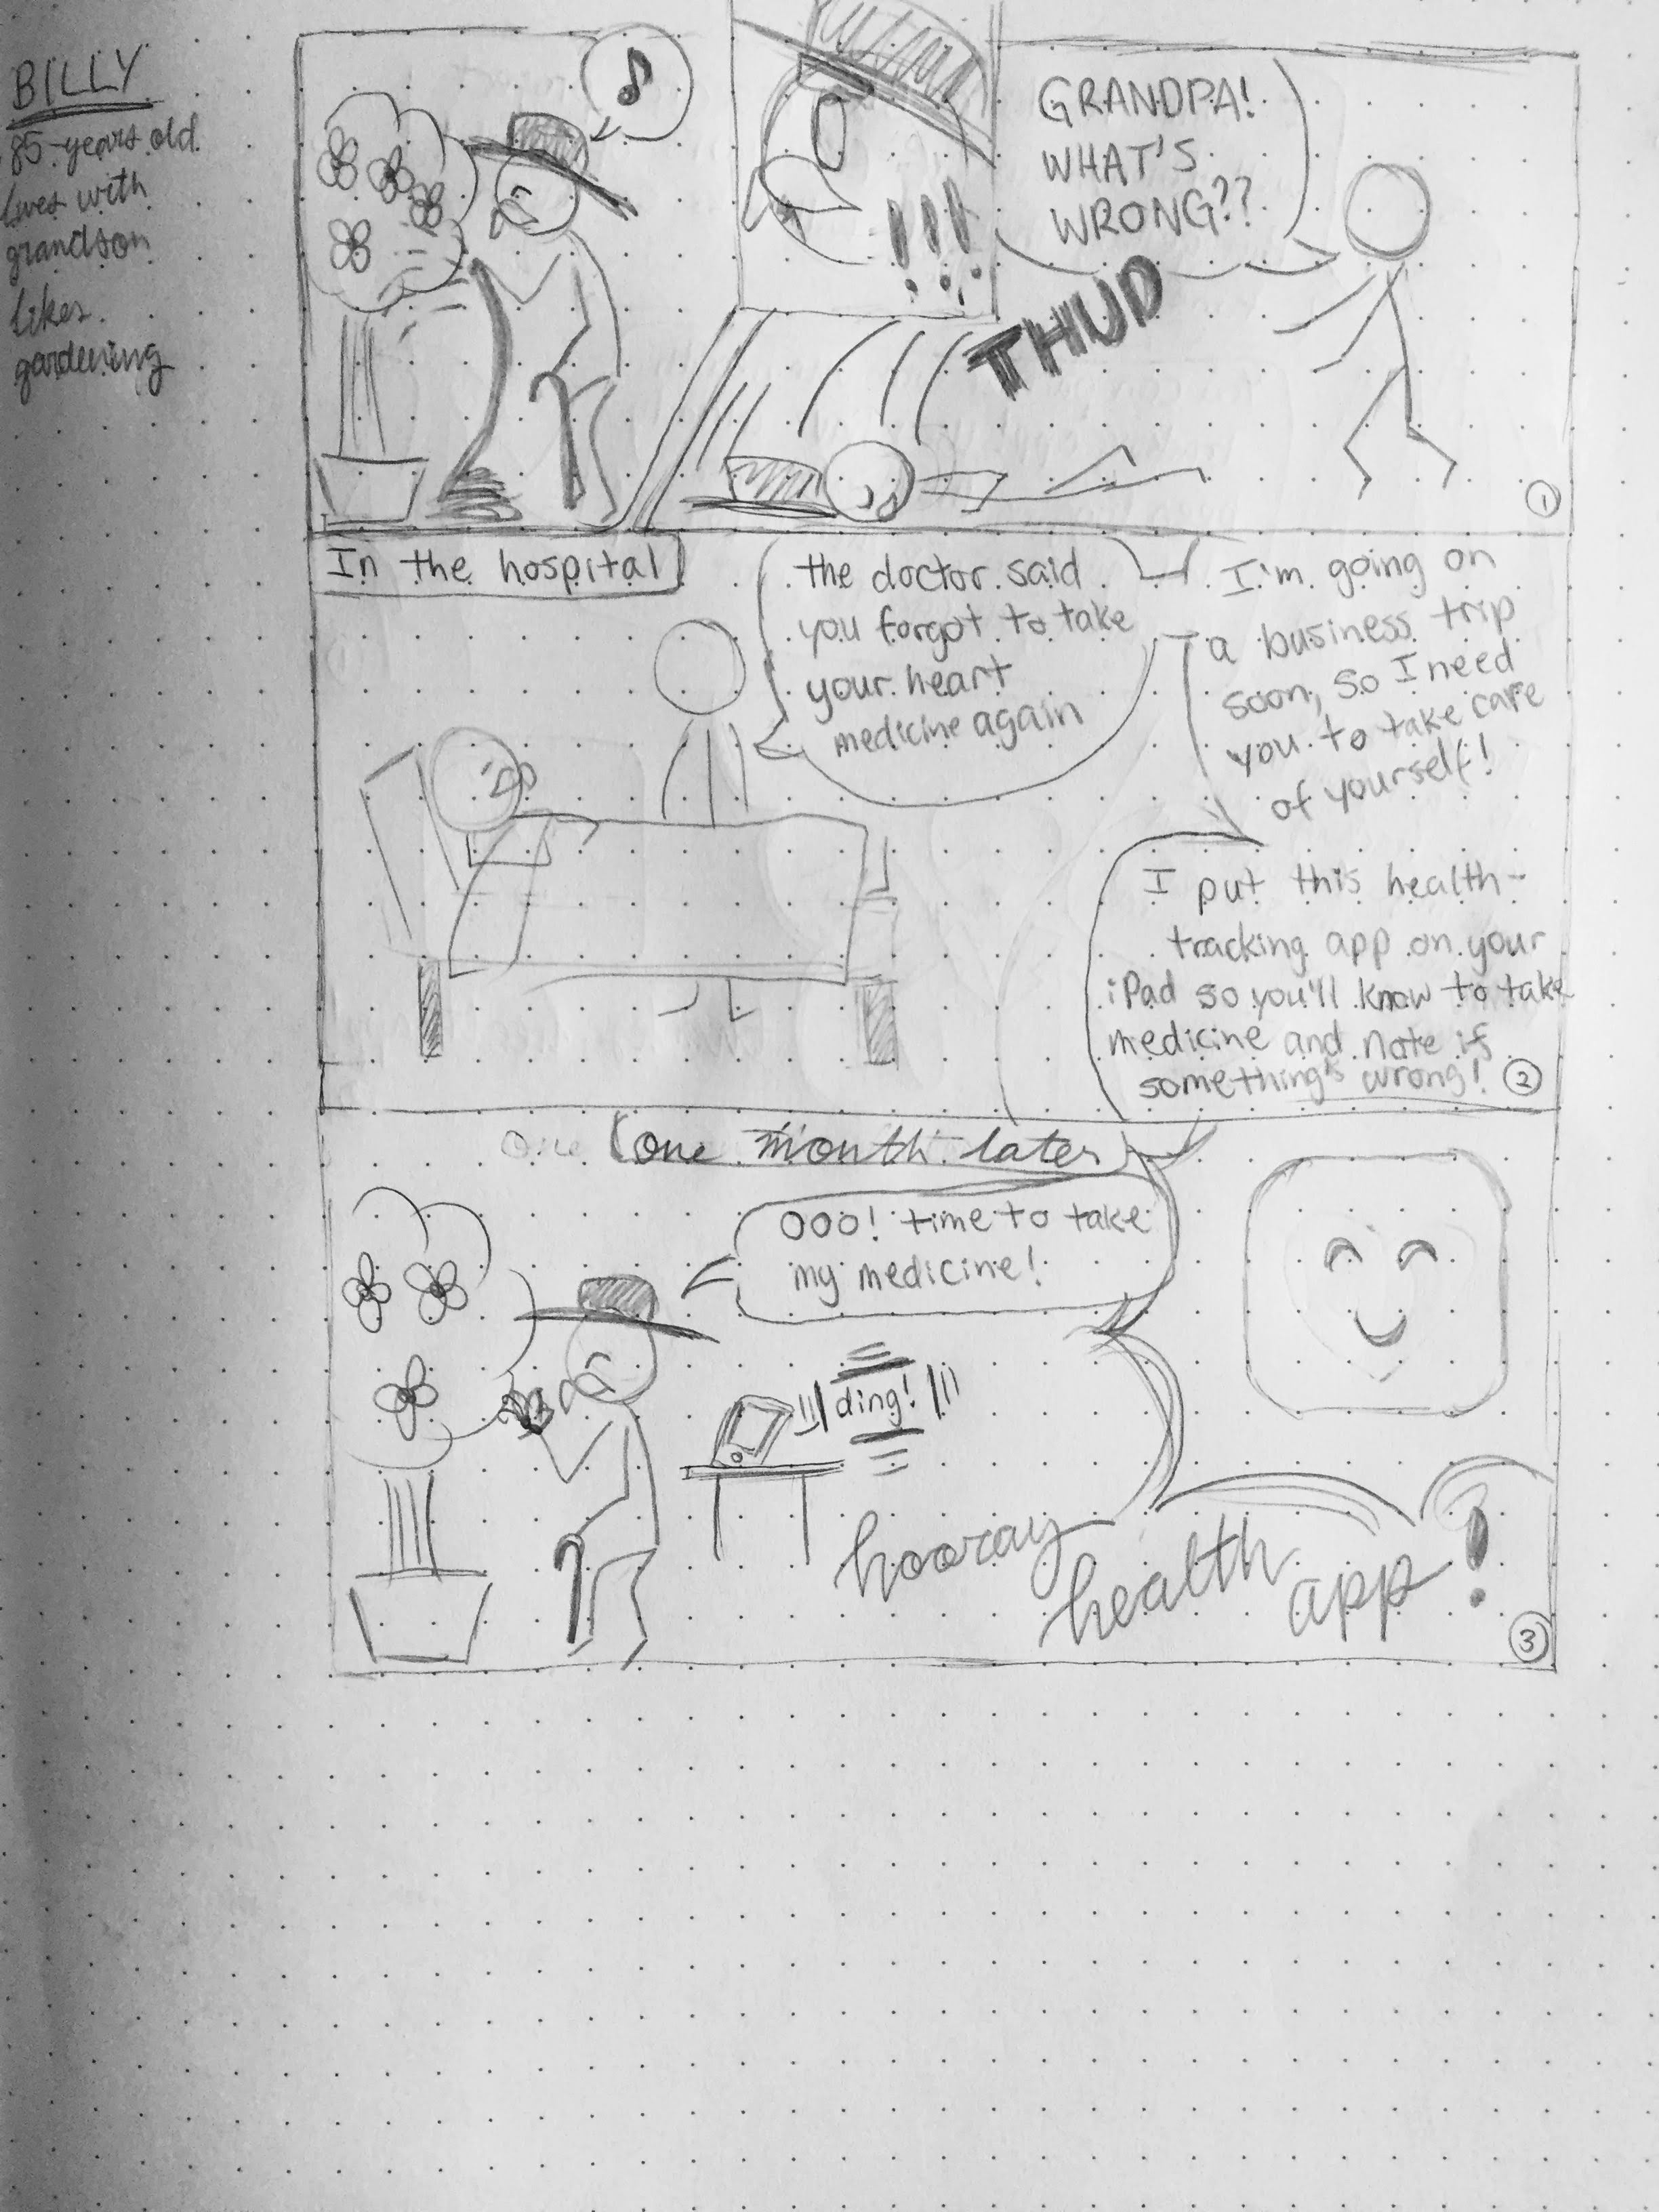 BILLY
85-years old
lives with
grandson
likes
gardening
GRANDPA!
WHAT'S
WRONG??
!!!
THUD
1
In the hospital
the doctor said
you forgot to take
your heart
medicine again
I'm going on
a business trip
soon, so I need
you to take care
of yourself!
I put this health-
tracking app on your
iPad so you'll know to take
medicine and note if
something's wrong!
2
one one month later
OOO! time to take
my medicine!
ding!
hooray
health
app!
3